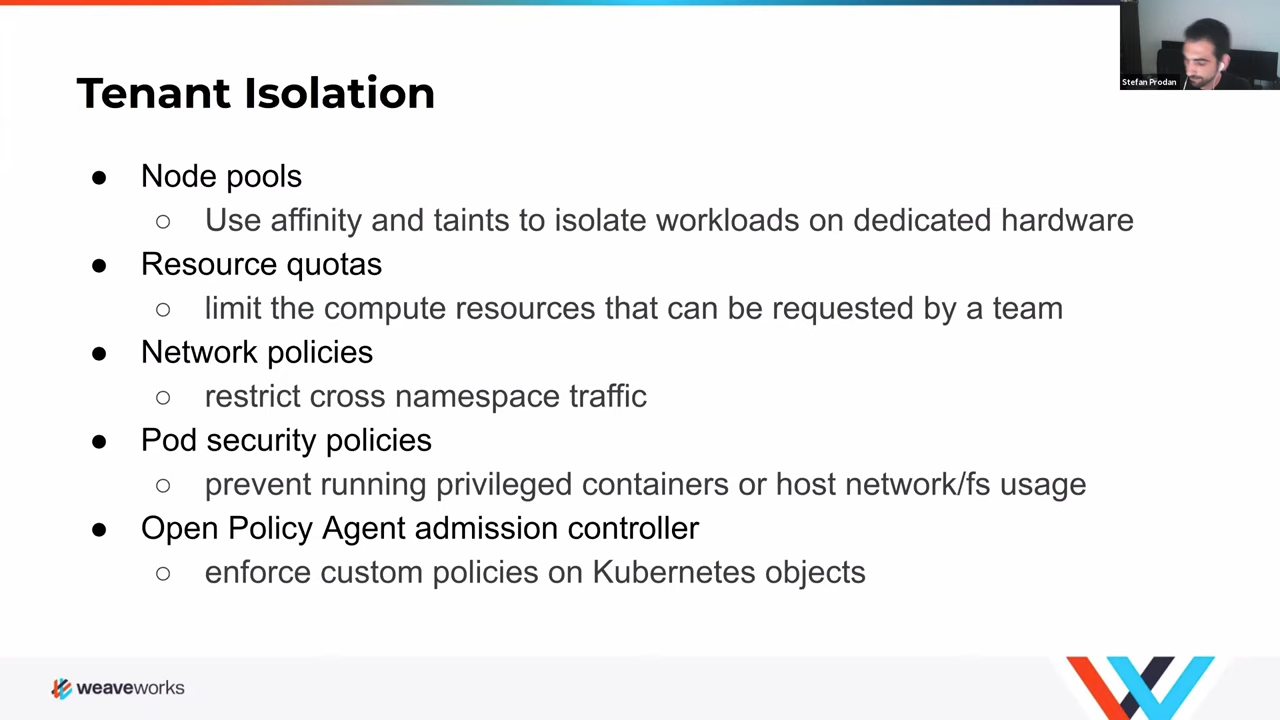 Stefan Prodan
Tenant Isolation
● Node pools
○ Use affinity and taints to isolate workloads on dedicated hardware
● Resource quotas
○ limit the compute resources that can be requested by a team
● Network policies
○ restrict cross namespace traffic
● Pod security policies
○ prevent running privileged containers or host network/fs usage
● Open Policy Agent admission controller
○ enforce custom policies on Kubernetes objects
weaveworks